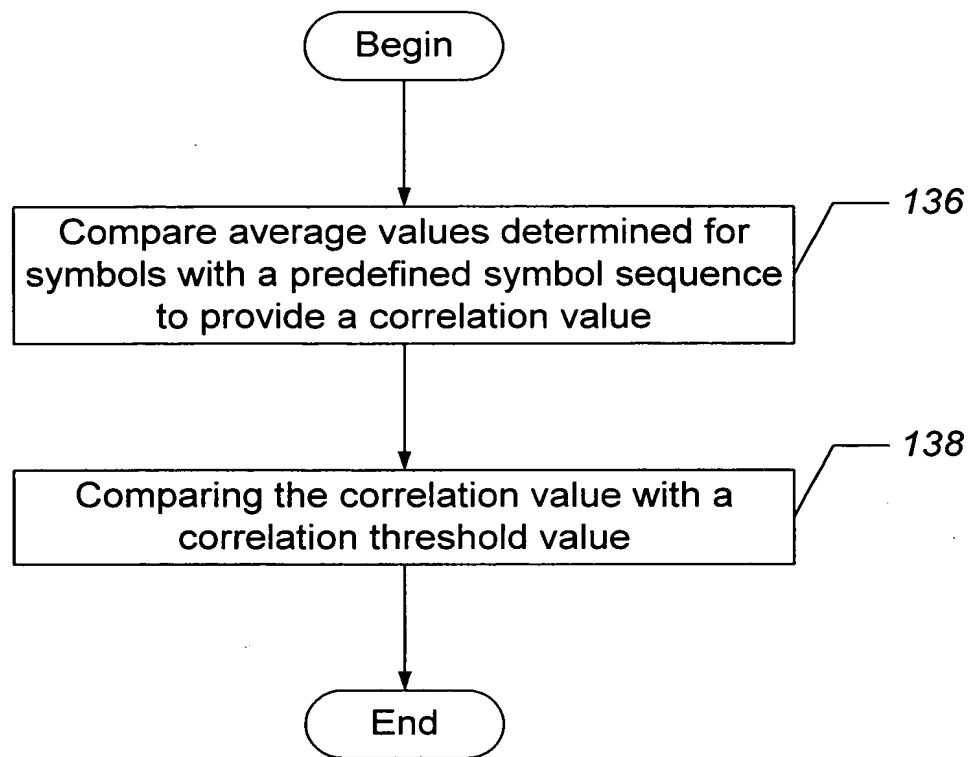 Begin
136
Compare average values determined for
symbols with a predefined symbol sequence
to provide a correlation value
138
Comparing the correlation value with a
correlation threshold value
End